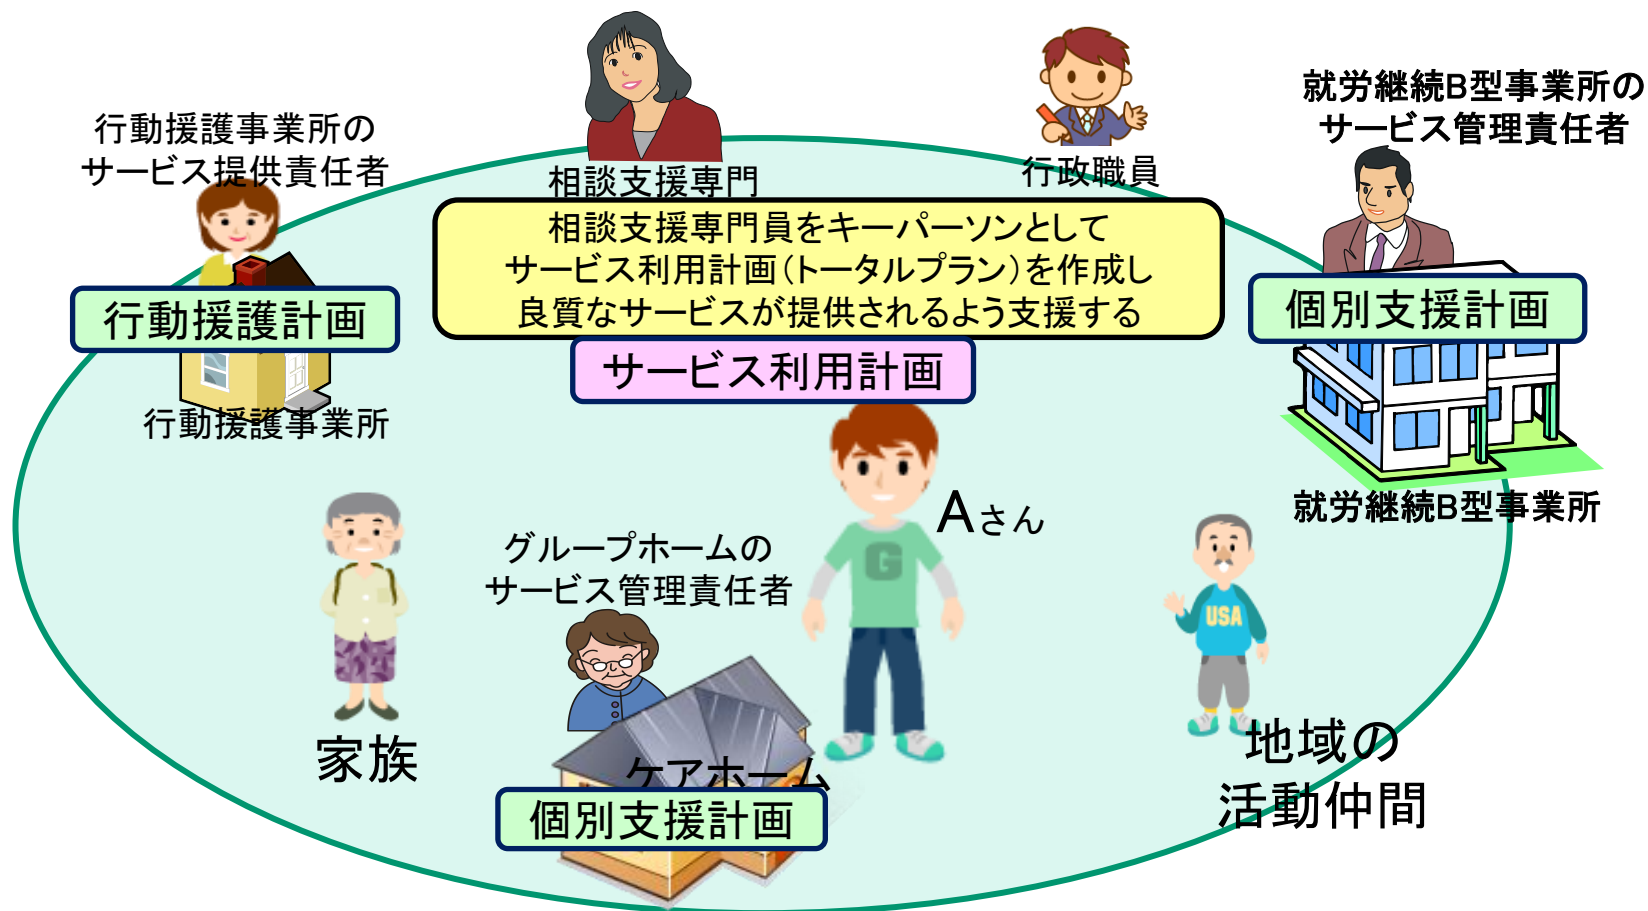 行動援護事業所の
サービス提供責任者
相談支援専門
行政職員
就労継続B型事業所の
サービス管理責任者
相談支援専門員をキーパーソンとして
サービス利用計画(トータルプラン)を作成し
良質なサービスが提供されるよう支援する
行動援護計画
個別支援計画
サービス利用計画
行動援護事業所
就労継続B型事業所
Aさん
G
グループホームの
サービス管理責任者
USA
家族
地域の
活動仲間
ケアホーム
個別支援計画